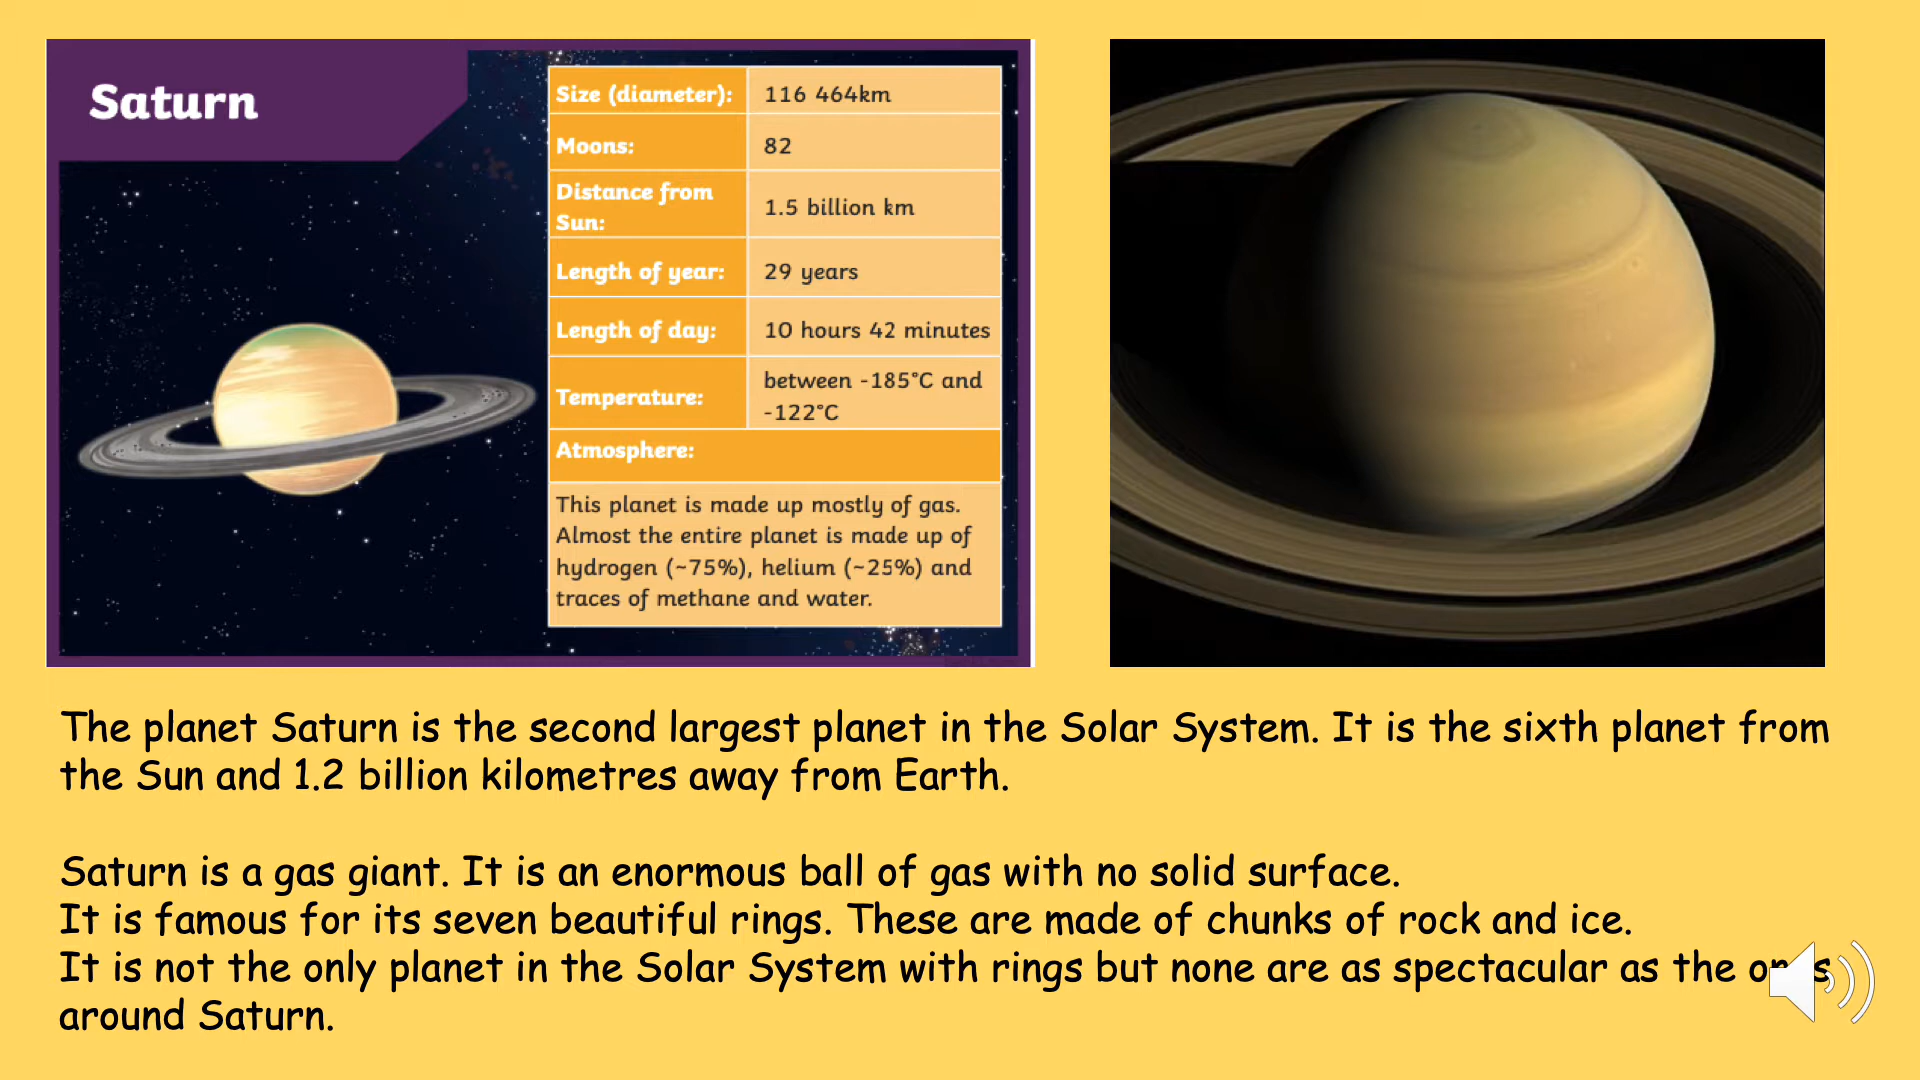 Saturn
Size (diameter): 116 464km
Moons: 82
Distance from
Sun: 1.5 billion km
Length of year: 29 years
Length of day: 10 hours 42 minutes
Temperature: between -185°C and
-122°C
Atmosphere:
This planet is made up mostly of gas.
Almost the entire planet is made up of
hydrogen (~75%), helium (~25%) and
traces of methane and water.
The planet Saturn is the second largest planet in the Solar System. It is the sixth planet from
the Sun and 1.2 billion kilometres away from Earth.
Saturn is a gas giant. It is an enormous ball of gas with no solid surface.
It is famous for its seven beautiful rings. These are made of chunks of rock and ice.
It is not the only planet in the Solar System with rings but none are as spectacular as the ones
around Saturn.